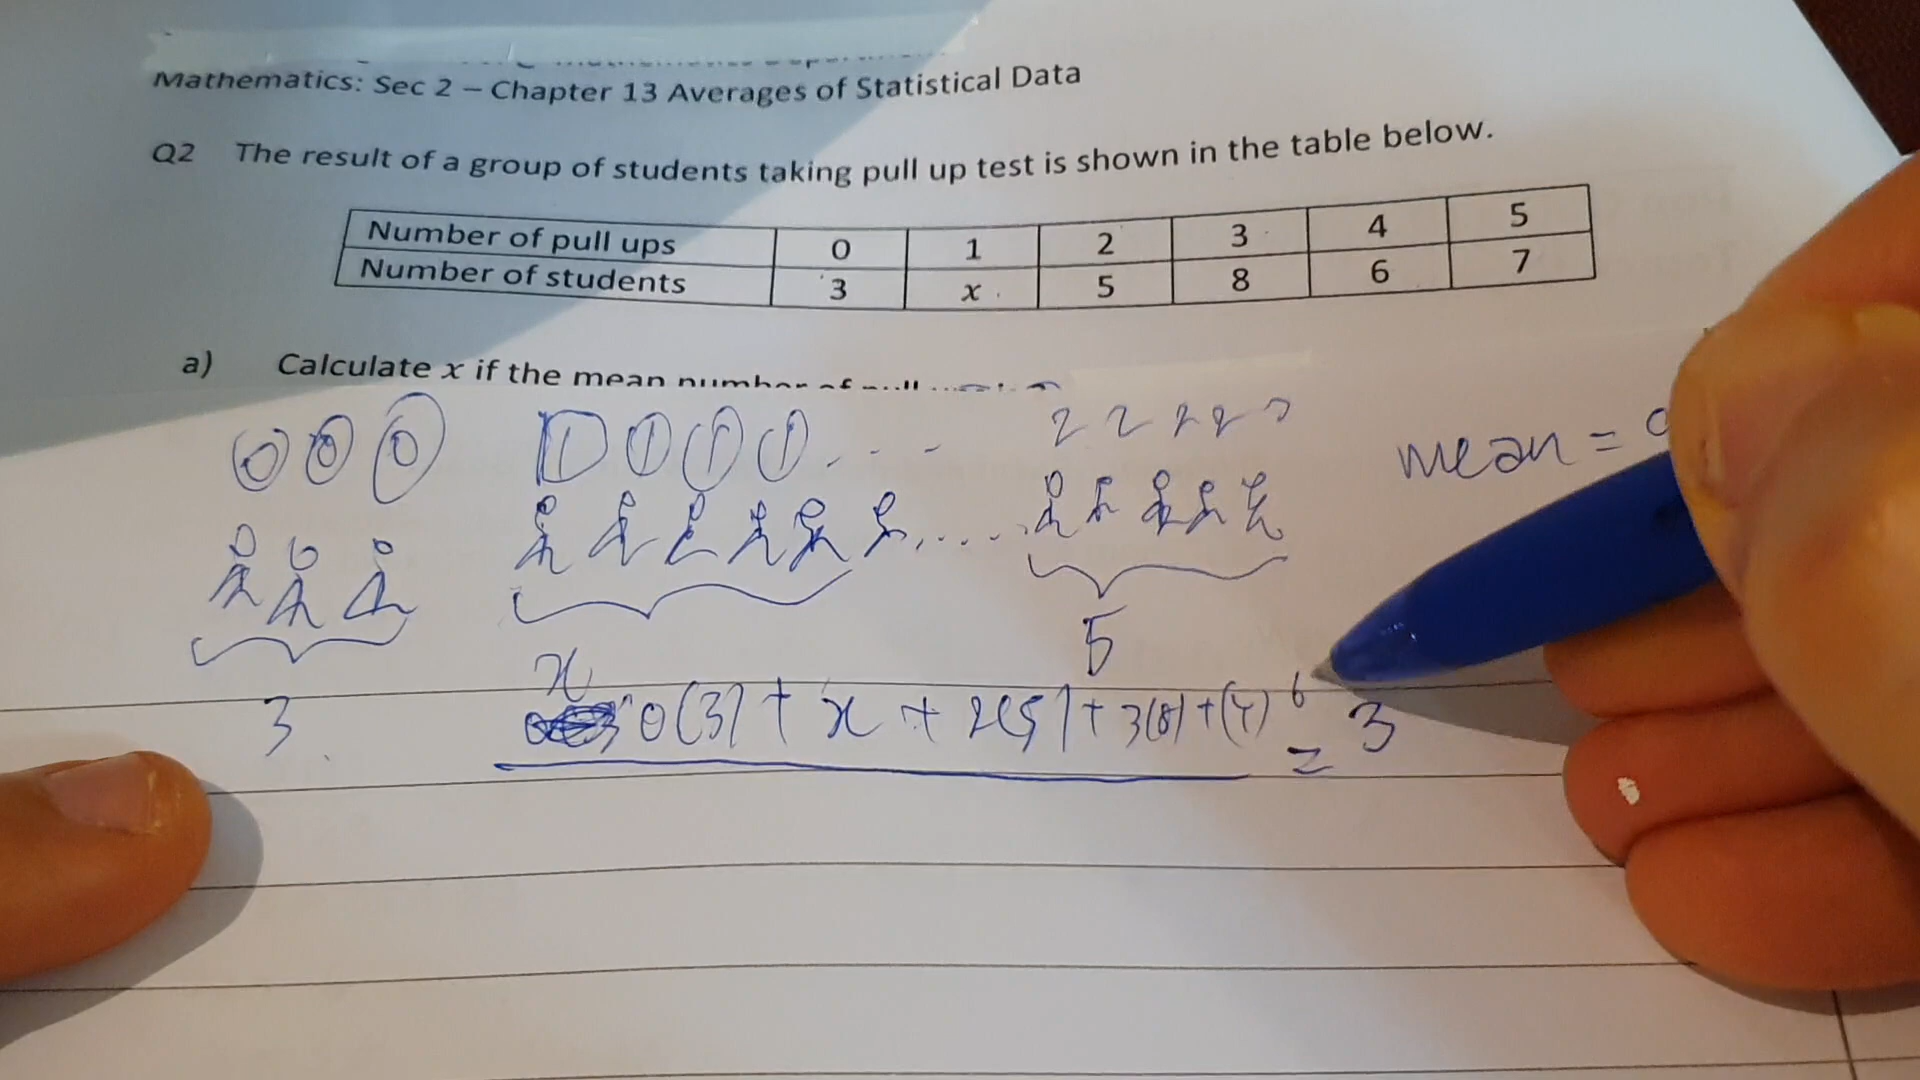 Mathematics: Sec 2 – Chapter 13 Averages of Statistical Data
Q2 The result of a group of students taking pull up test is shown in the table below.
Number of pull ups 0 1 2 3 4 5
Number of students 3 x 5 8 6 7
a) Calculate x if the mean number of pull
0 0 0 1 1 1 1 . - - 2 2 2 2 2
mean =
3 x 5
0(3) + x + 2(5) + 3(8) + (4) 6 = 3